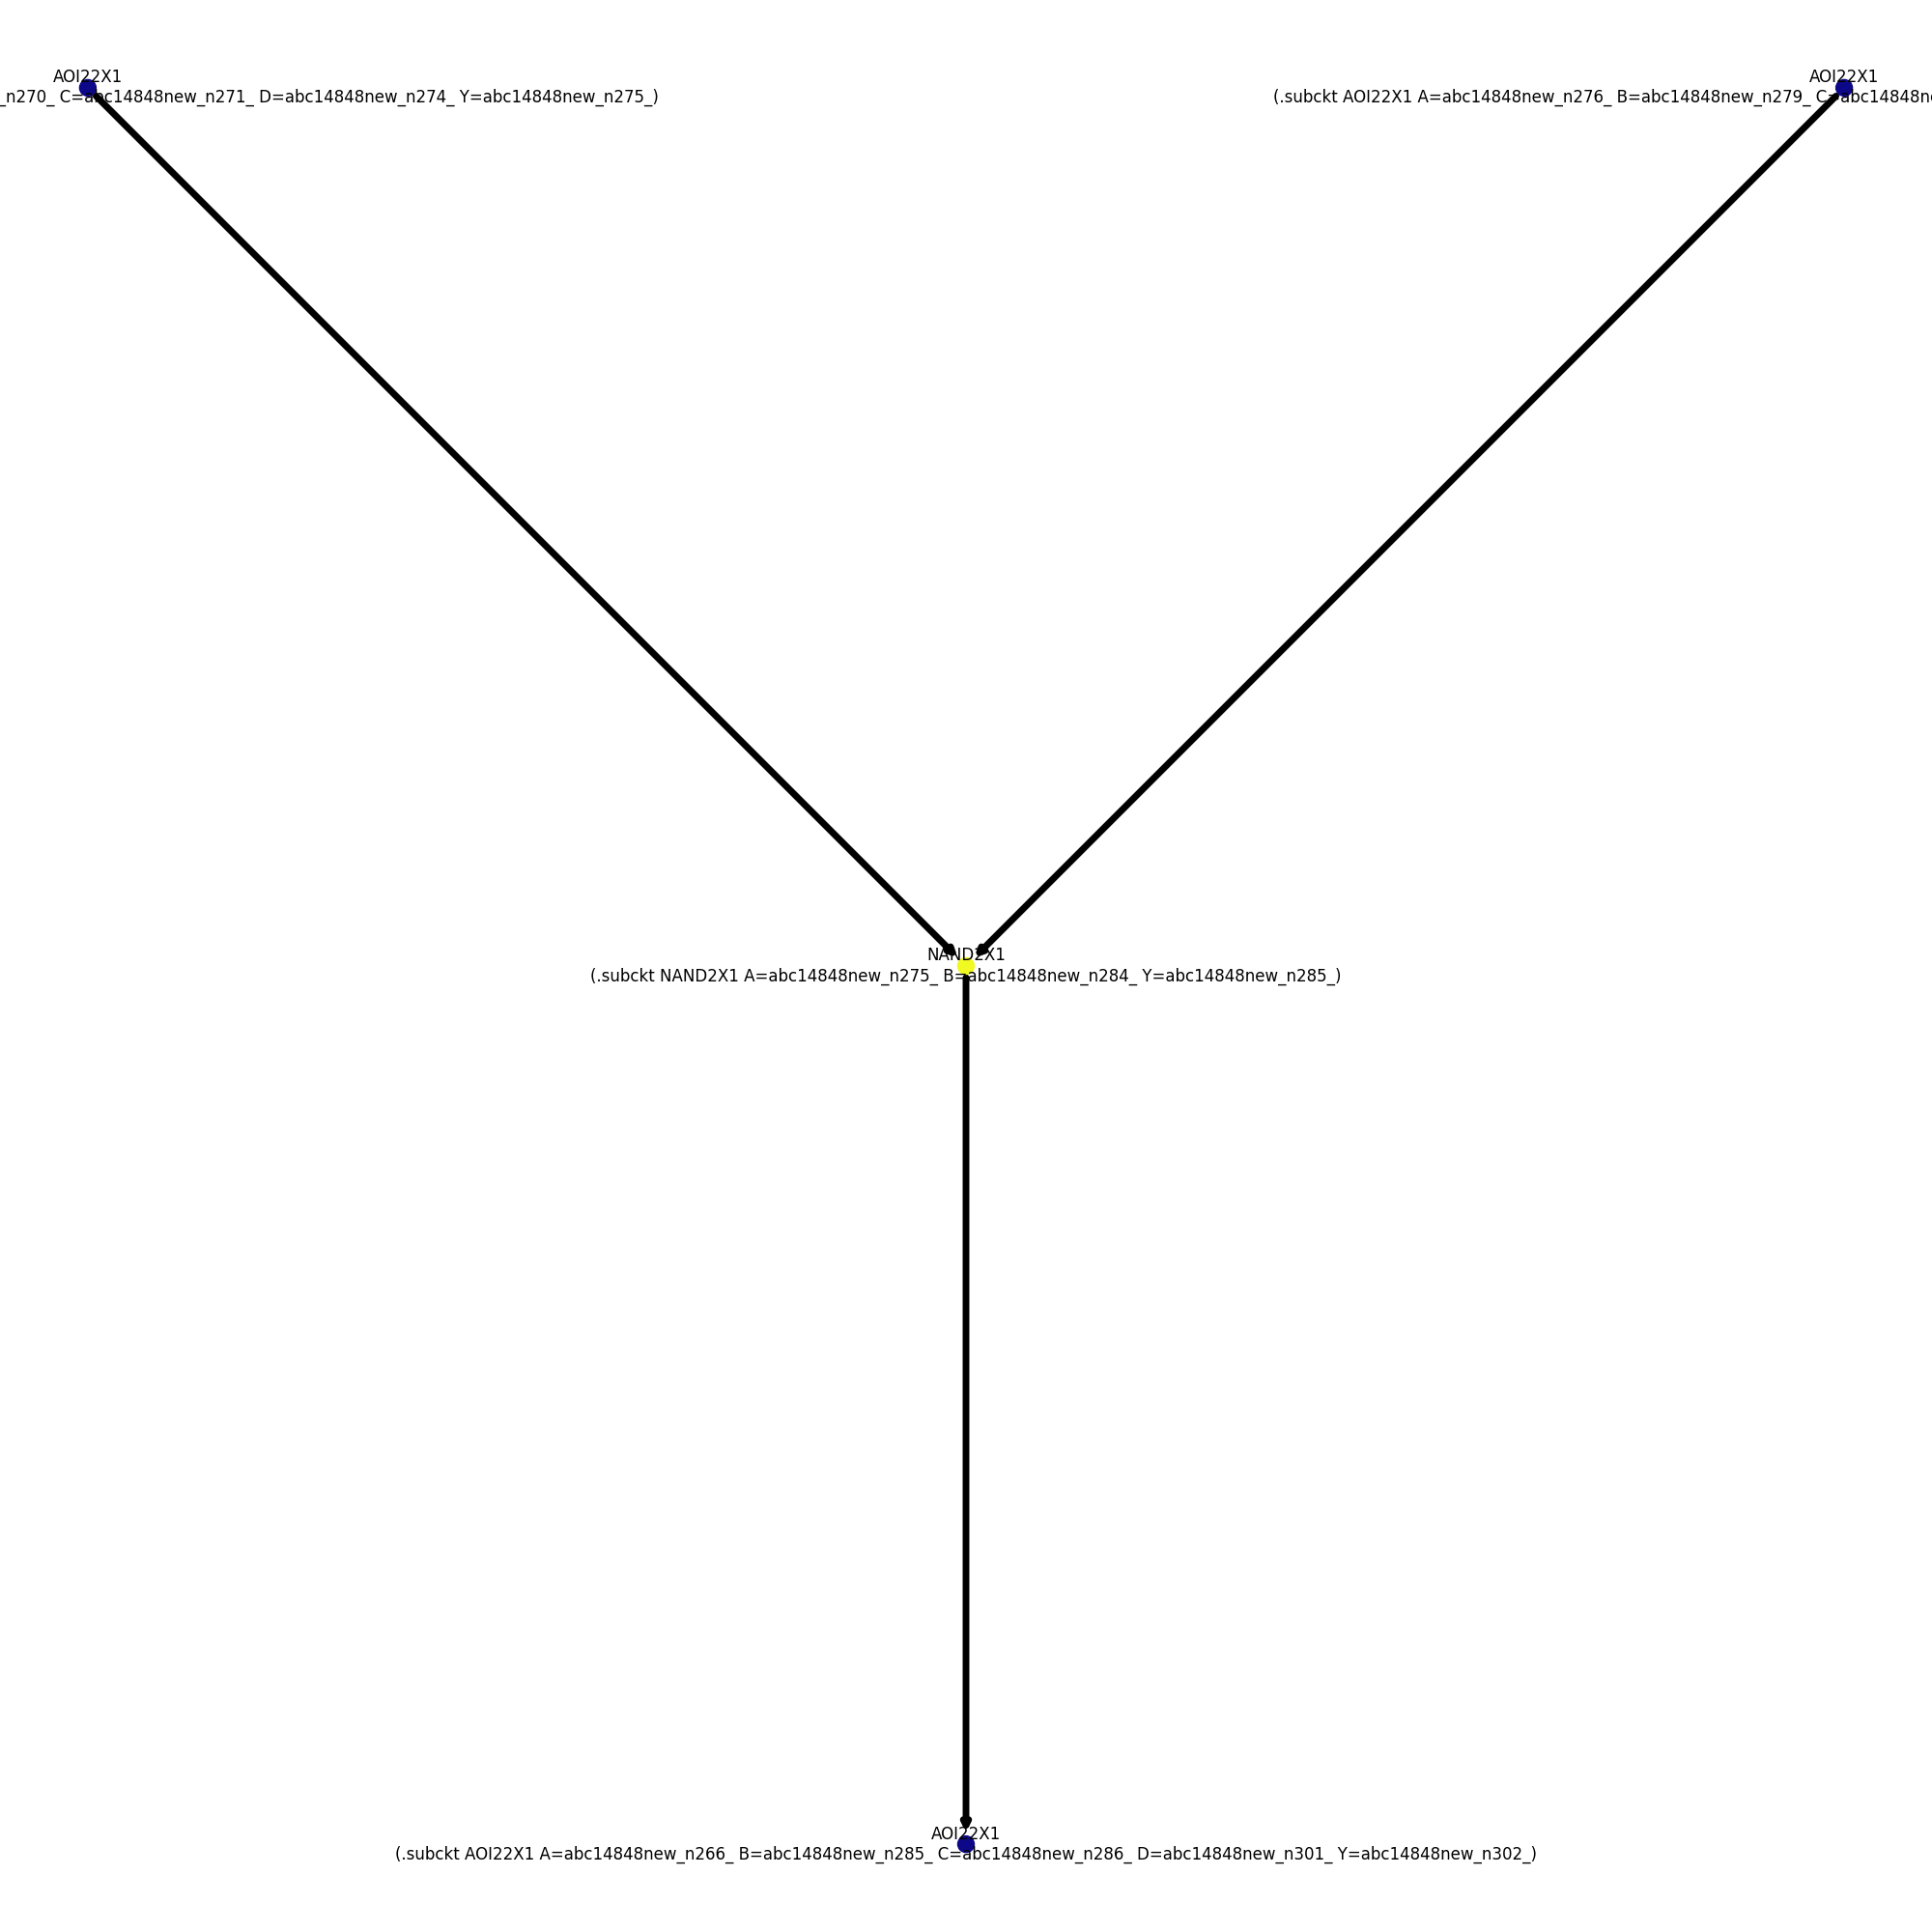 AOI22X1
_n270_ C=abc14848new_n271_ D=abc14848new_n274_ Y=abc14848new_n275_)
AOI22X1
(.subckt AOI22X1 A=abc14848new_n276_ B=abc14848new_n279_ C=abc14848n
NAND2X1
(.subckt NAND2X1 A=abc14848new_n275_ B=abc14848new_n284_ Y=abc14848new_n285_)
AOI22X1
(.subckt AOI22X1 A=abc14848new_n266_ B=abc14848new_n285_ C=abc14848new_n286_ D=abc14848new_n301_ Y=abc14848new_n302_)